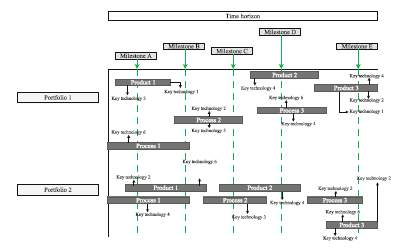 Time horizon
Milestone D
Milestone B
Milestone A
Milestone C
Milestone E
Product 2
Key technology 4
Product 1
Product 3
Key technology 1
Key technology 4
Key technology 3
Key technology 6
Key technology 2
Portfolio 1
Key technology 2
Process 3
Key technology 1
Process 2
Key technology 4
Key technology 5
Key technology 6
Process 1
Key technology 6
Key technology 2
Key technology 2
Portfolio 2
Product 1
Product 2
Key technology 2
Process 1
Process 2
Key technology 4
Process 3
Key technology 4
Key technology 3
Key technology 6
Product 3
Key technology 4